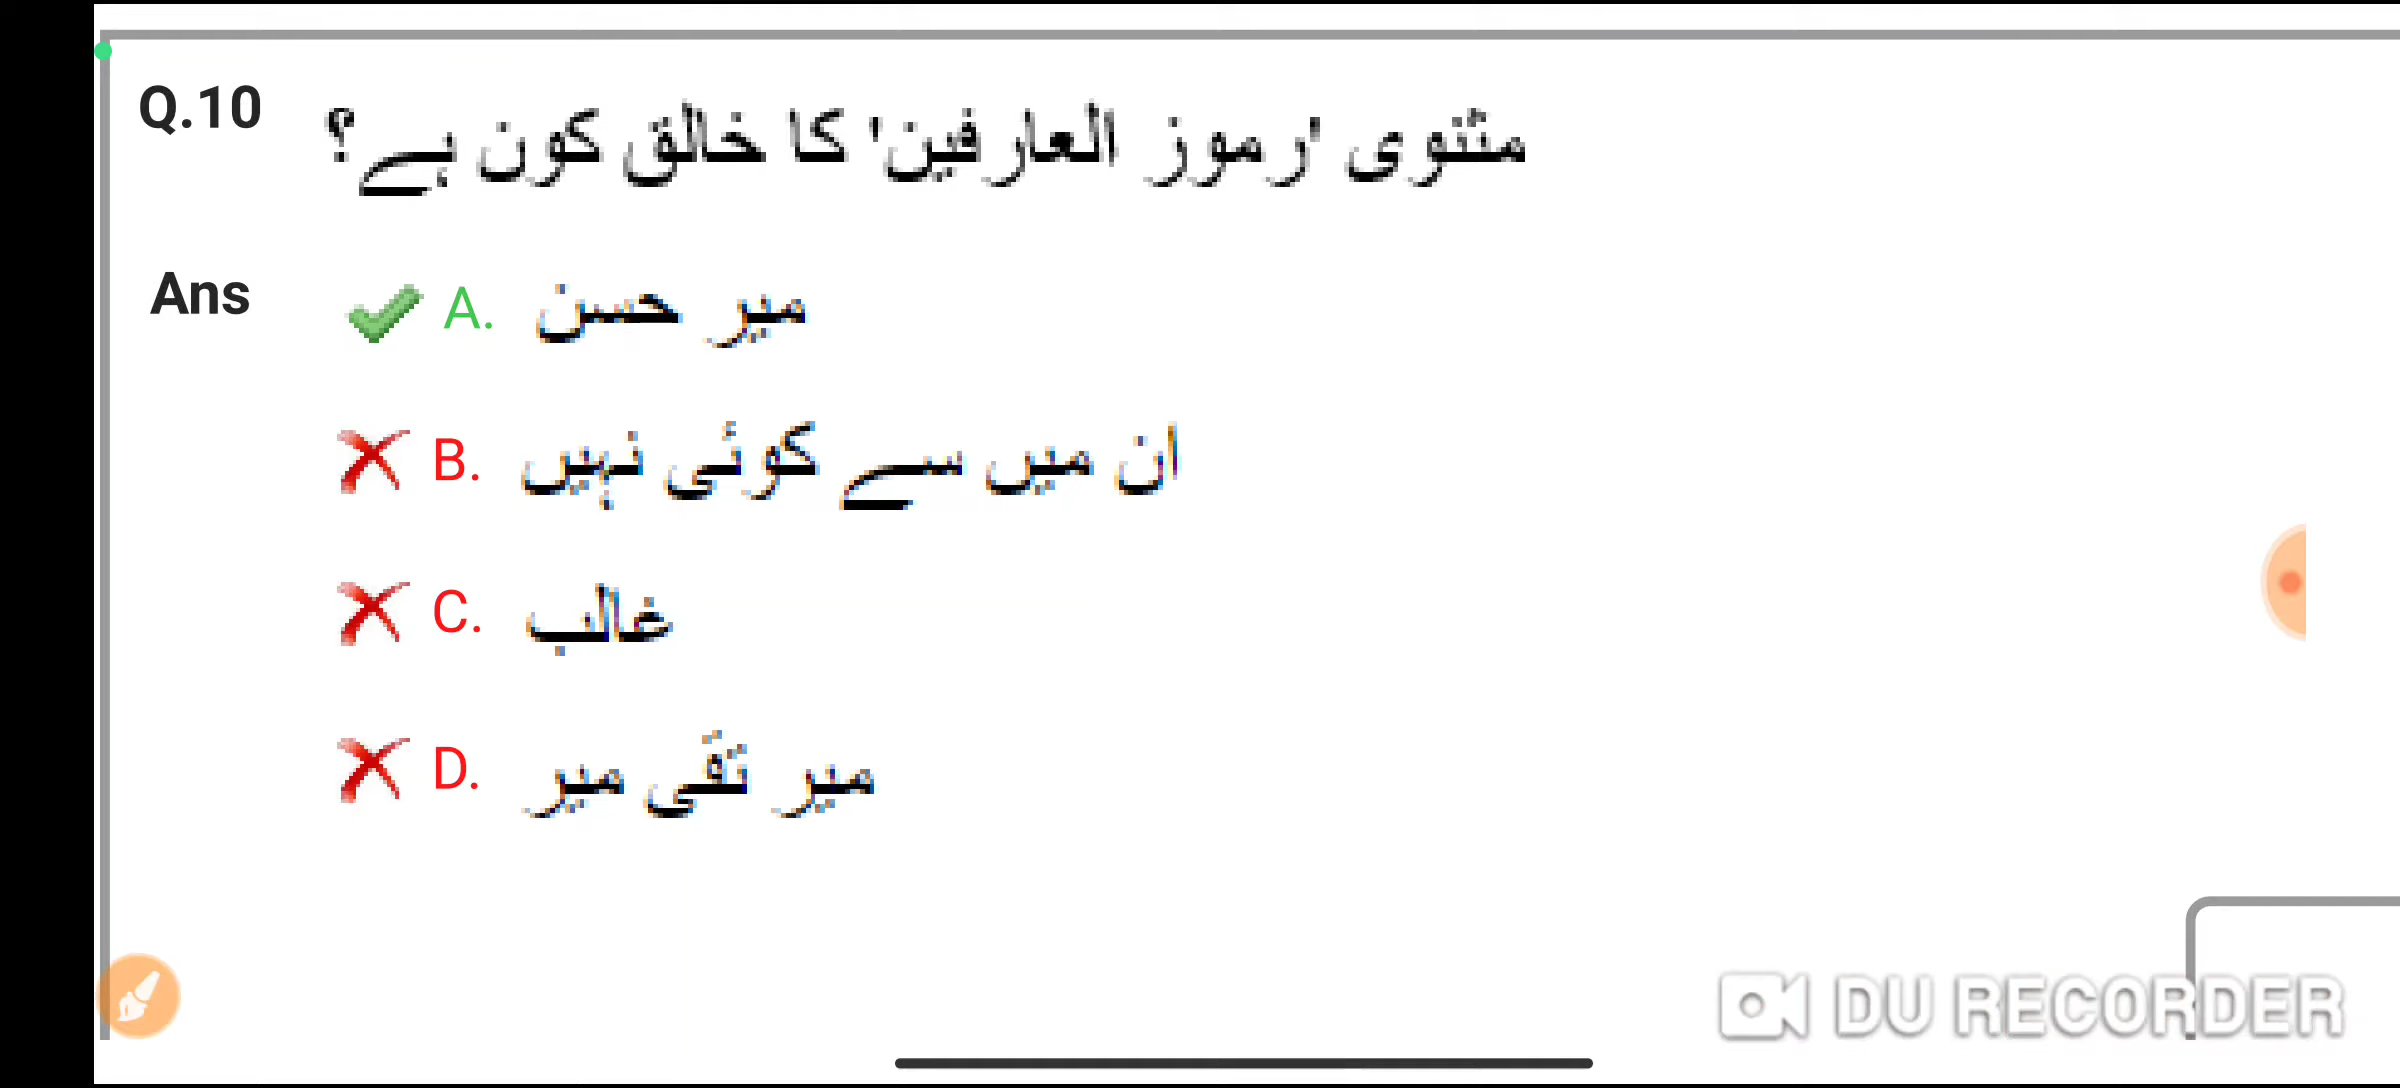 Q.10 مثنوی 'رموز العارفین' کا خالق کون ہے؟
Ans A. میر حسن
B. ان میں سے کوئی نہیں
C. غالب
D. میر تقی میر
DU RECORDER